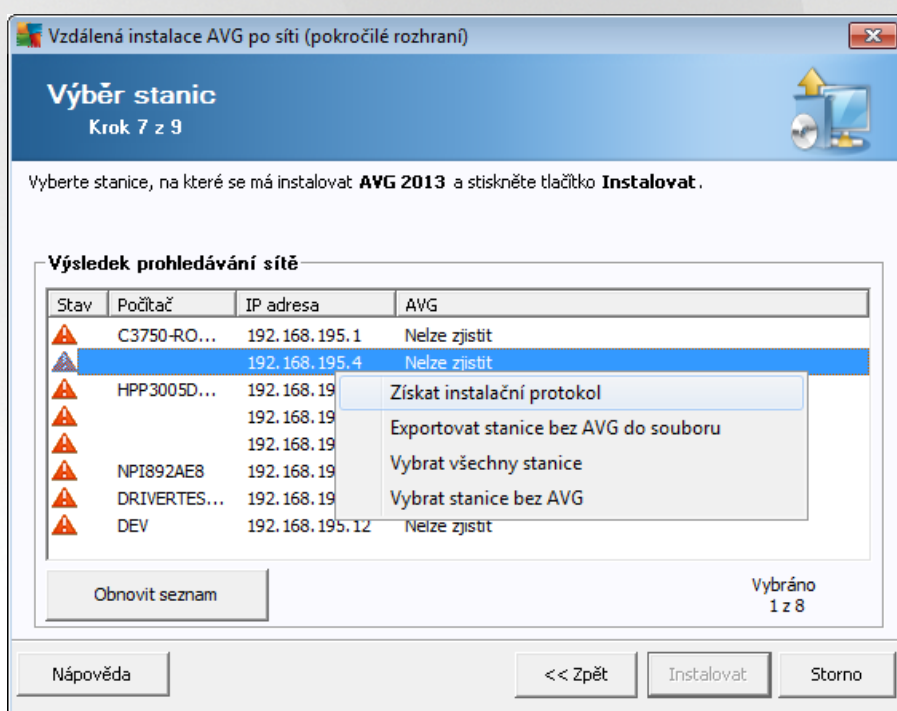 Vzdálená instalace AVG po síti (pokročilé rozhraní)
Výběr stanic
Krok 7 z 9
Vyberte stanice, na které se má instalovat AVG 2013 a stiskněte tlačítko Instalovat.
Výsledek prohledávání sítě
Stav Počítač IP adresa AVG
C3750-RO... 192.168.195.1 Nelze zjistit
192.168.195.4 Nelze zjistit
HPP3005D... 192.168.19
192.168.19
192.168.19
NPI892AE8 192.168.19
DRIVERTES... 192.168.19
DEV 192.168.195.12 Nelze zjistit
Získat instalační protokol
Exportovat stanice bez AVG do souboru
Vybrat všechny stanice
Vybrat stanice bez AVG
Obnovit seznam
Vybráno
1 z 8
Nápověda << Zpět Instalovat Storno